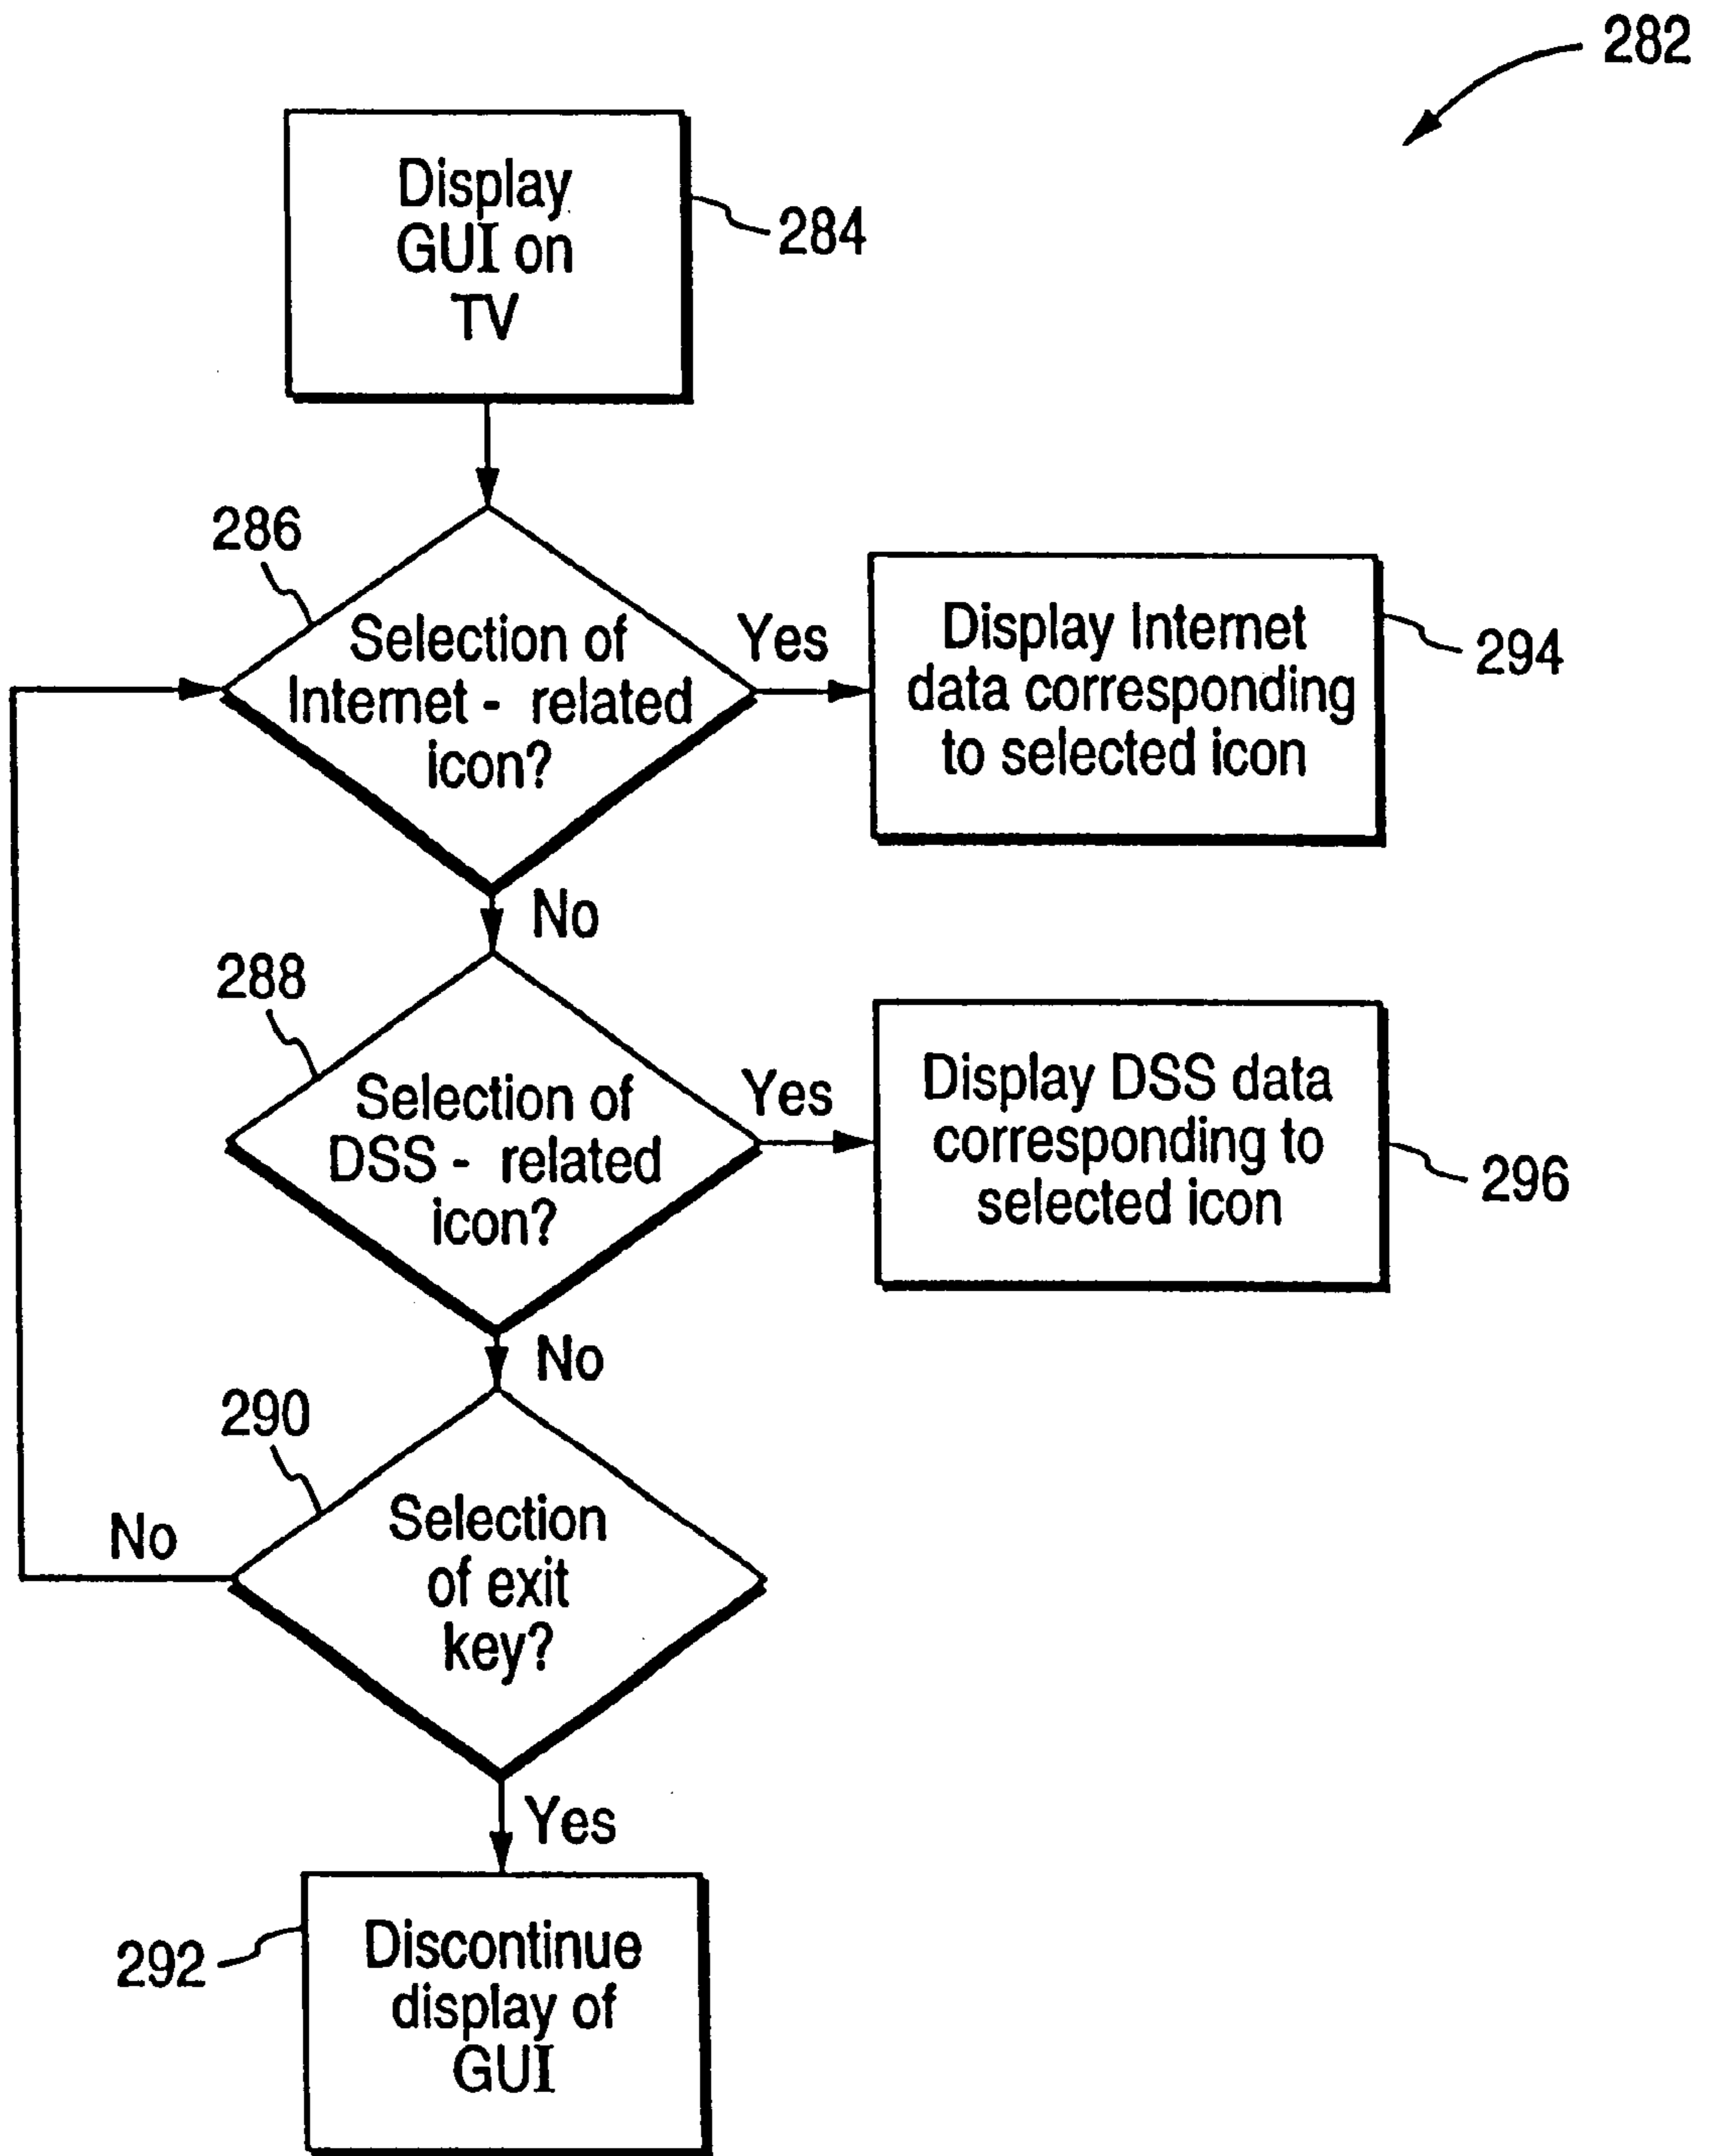 282
Display
GUI on
TV
284
286
Selection of
Internet - related
icon?
Yes
Display Internet
data corresponding
to selected icon
294
No
288
Selection of
DSS - related
icon?
Yes
Display DSS data
corresponding to
selected icon
296
No
290
Selection
of exit
key?
No
Yes
292
Discontinue
display of
GUI